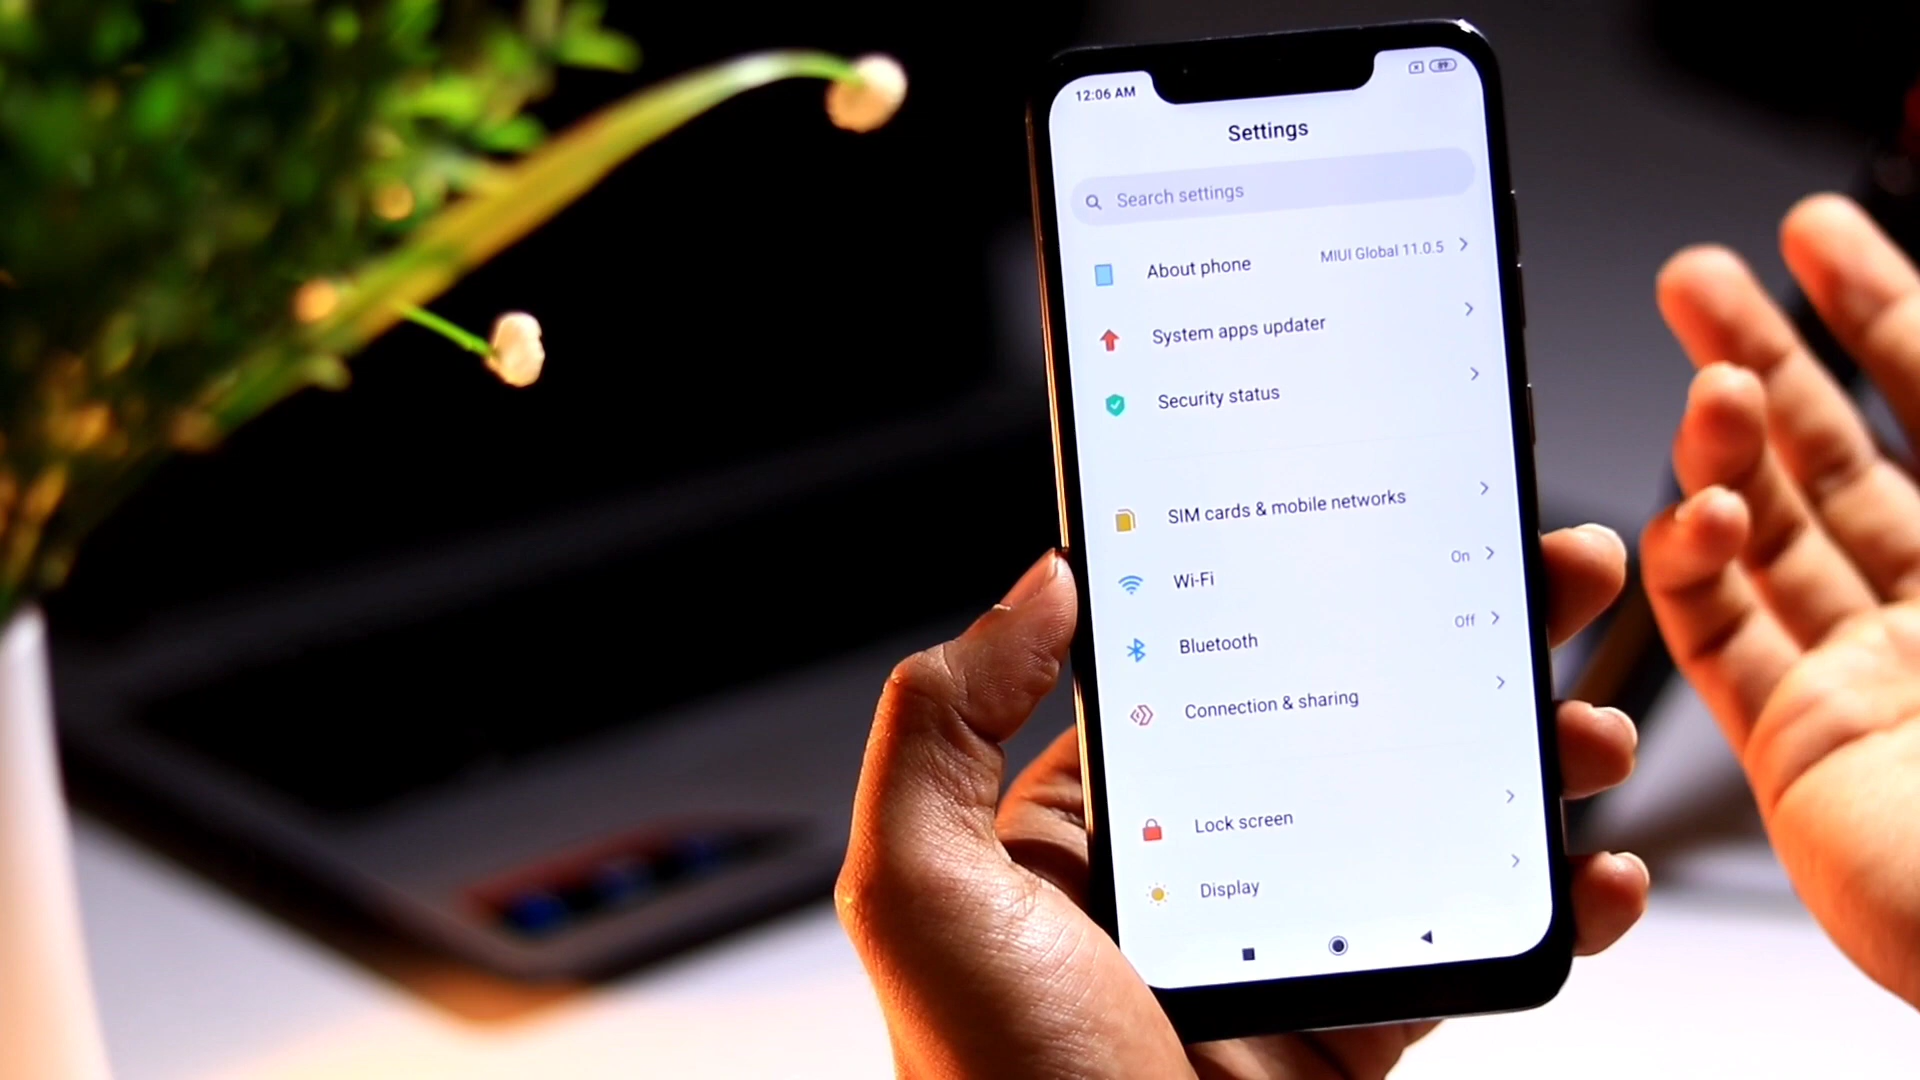 12:06 AM
89
Settings
Search settings
About phone MIUI Global 11.0.5
System apps updater
Security status
SIM cards & mobile networks
Wi-Fi On
Bluetooth Off
Connection & sharing
Lock screen
Display